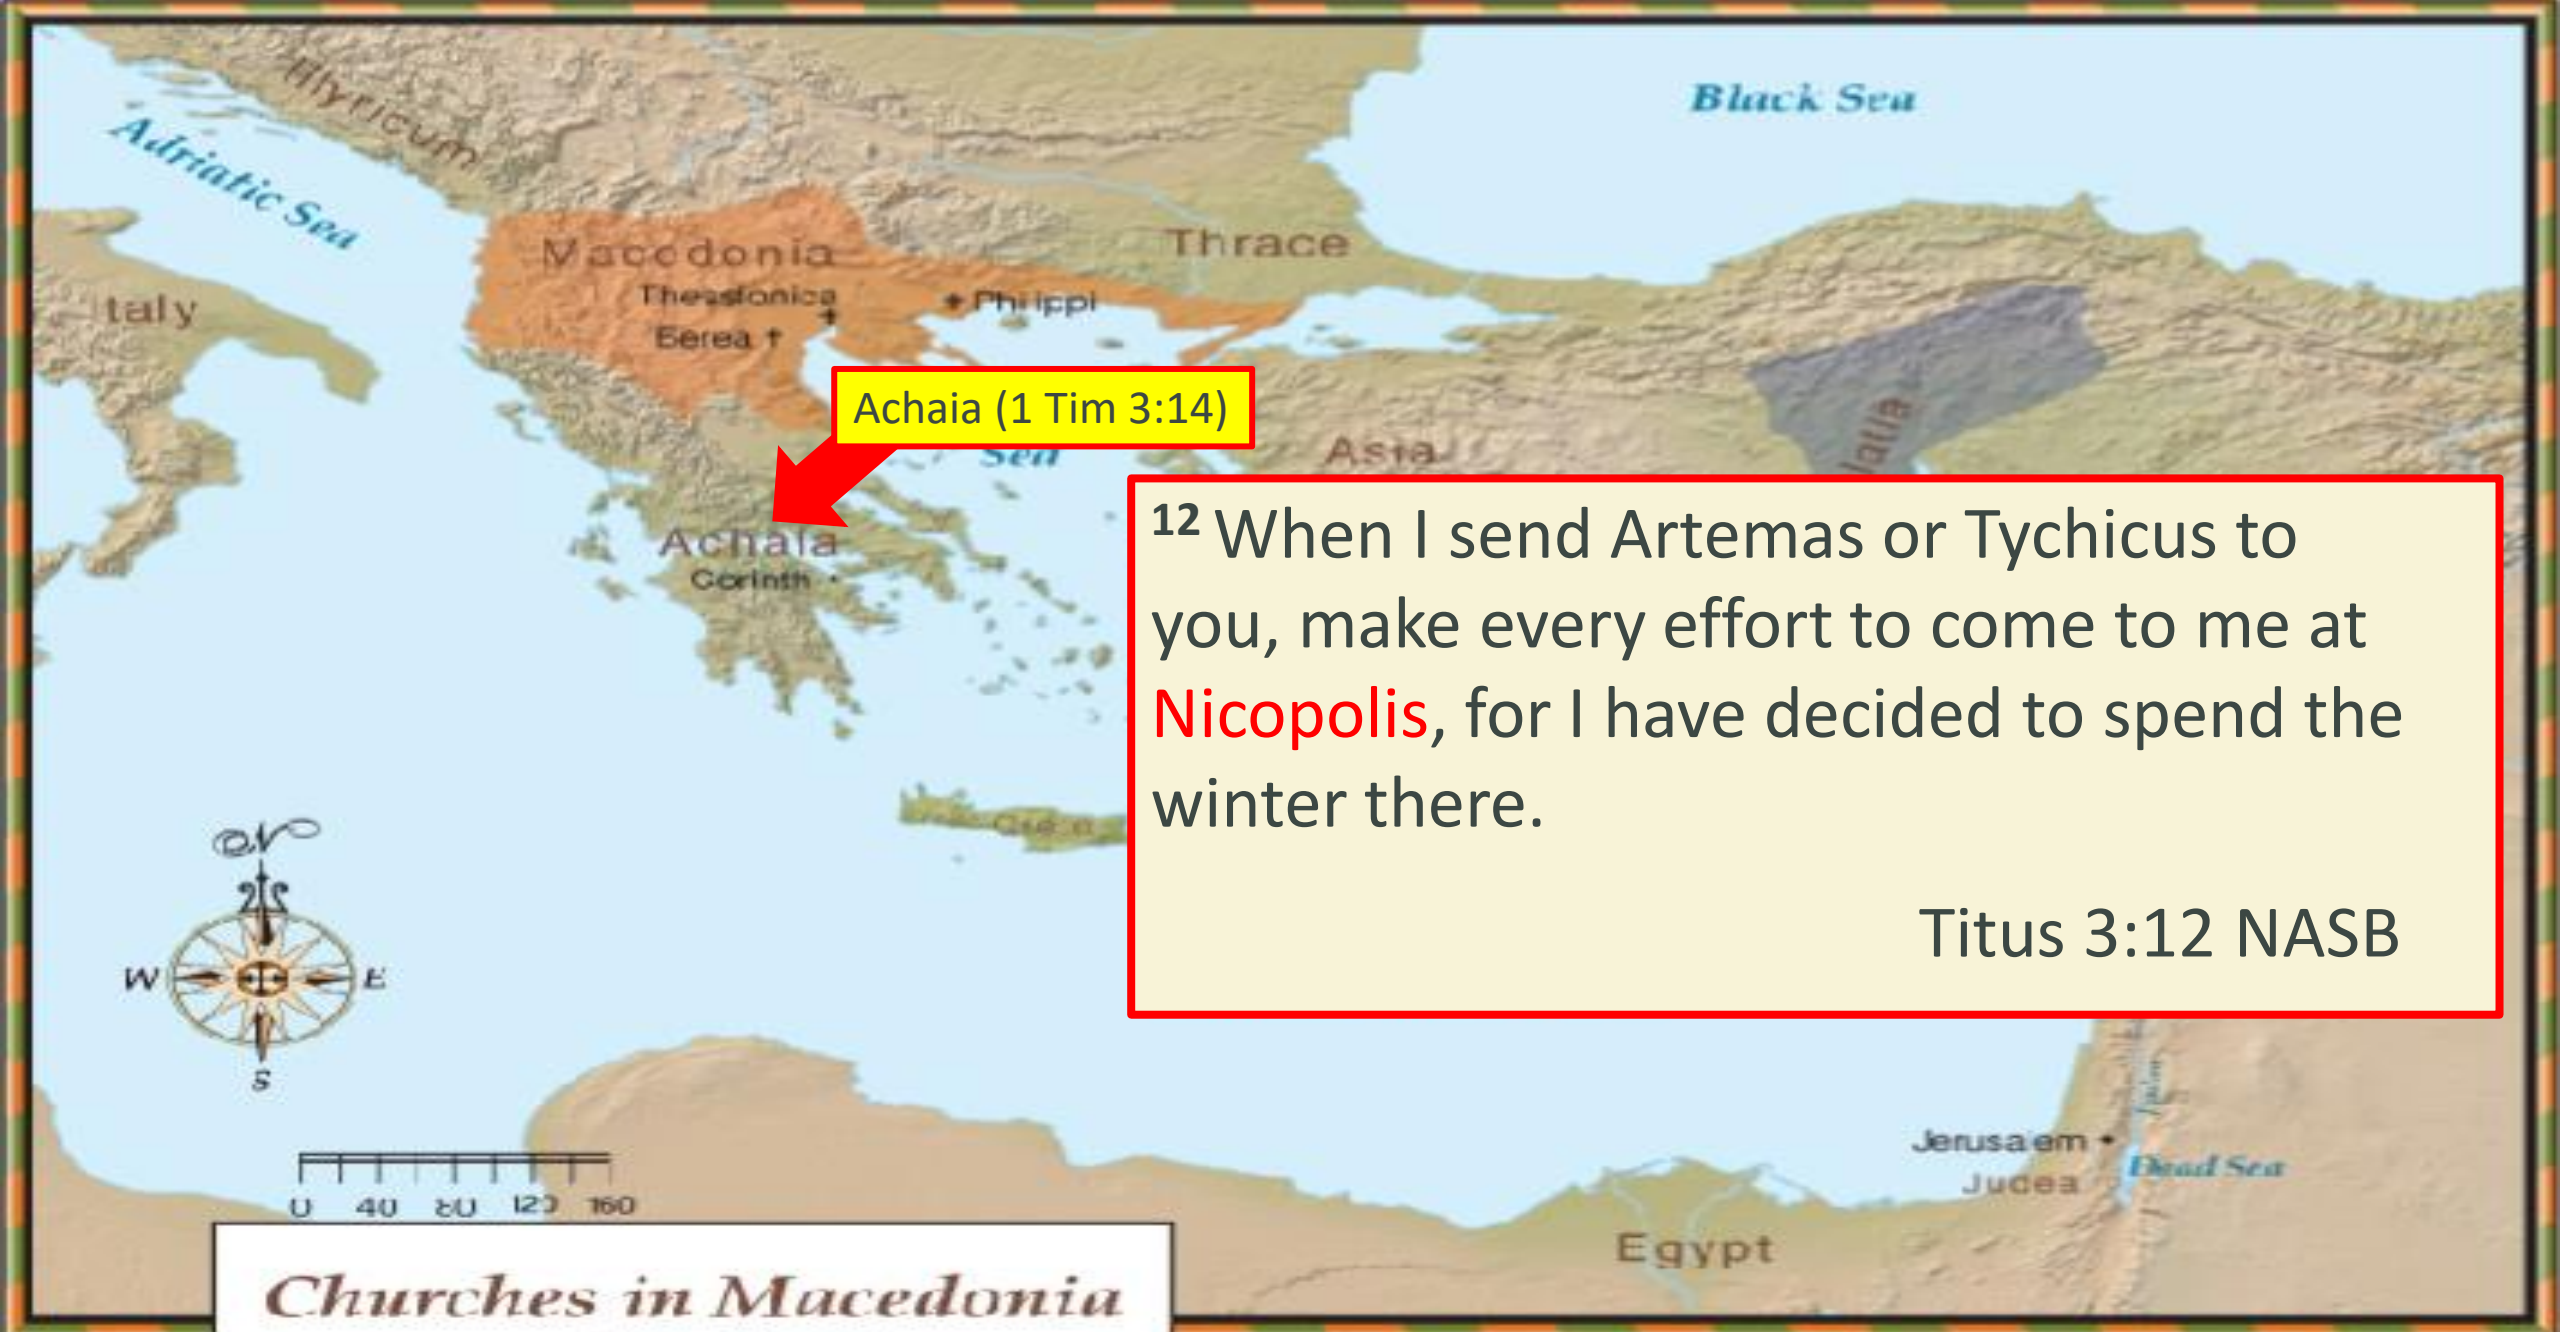 Black Sea
Illyricum
Adriatic Sea
Thrace
Macedonia
Thessalonica
Philippi
Italy
Berea
Achaia (1 Tim 3:14)
Sea
Asia
latia
12 When I send Artemas or Tychicus to
you, make every effort to come to me at
Nicopolis, for I have decided to spend the
winter there.
Titus 3:12 NASB
Achaia
Corinth
N
W
E
S
Jerusalem
Dead Sea
Judea
0 40 80 120 160
Egypt
Churches in Macedonia